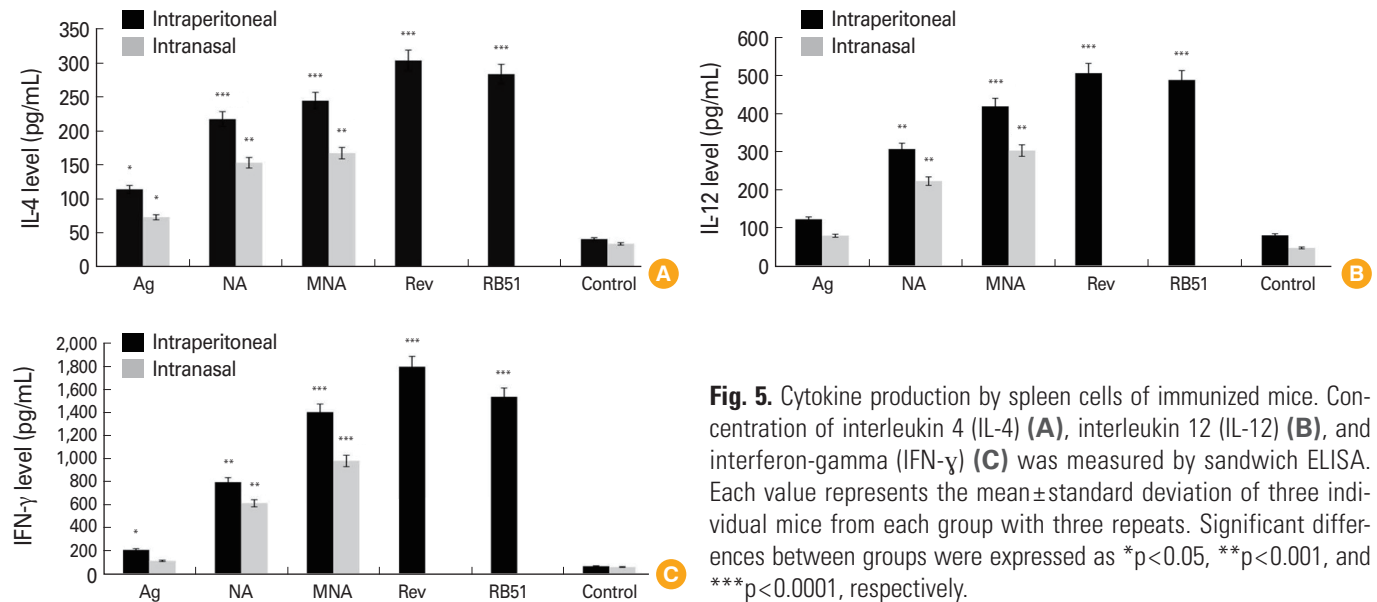 Intraperitoneal
Intranasal
IL-4 level (pg/mL)
350
300
250
200
150
100
50
0
*
*
***
**
***
**
***
***
Ag NA MNA Rev RB51 Control
A
Intraperitoneal
Intranasal
IL-12 level (pg/mL)
600
500
400
300
200
100
0
**
**
***
**
***
***
Ag NA MNA Rev RB51 Control
B
Intraperitoneal
Intranasal
IFN-γ level (pg/mL)
2,000
1,800
1,600
1,400
1,200
1,000
800
600
400
200
0
*
**
**
***
***
***
***
Ag NA MNA Rev RB51 Control
C
Fig. 5. Cytokine production by spleen cells of immunized mice. Con-
centration of interleukin 4 (IL-4) (A), interleukin 12 (IL-12) (B), and
interferon-gamma (IFN-ɣ) (C) was measured by sandwich ELISA.
Each value represents the mean±standard deviation of three indi-
vidual mice from each group with three repeats. Significant differ-
ences between groups were expressed as *p<0.05, **p<0.001, and
***p<0.0001, respectively.